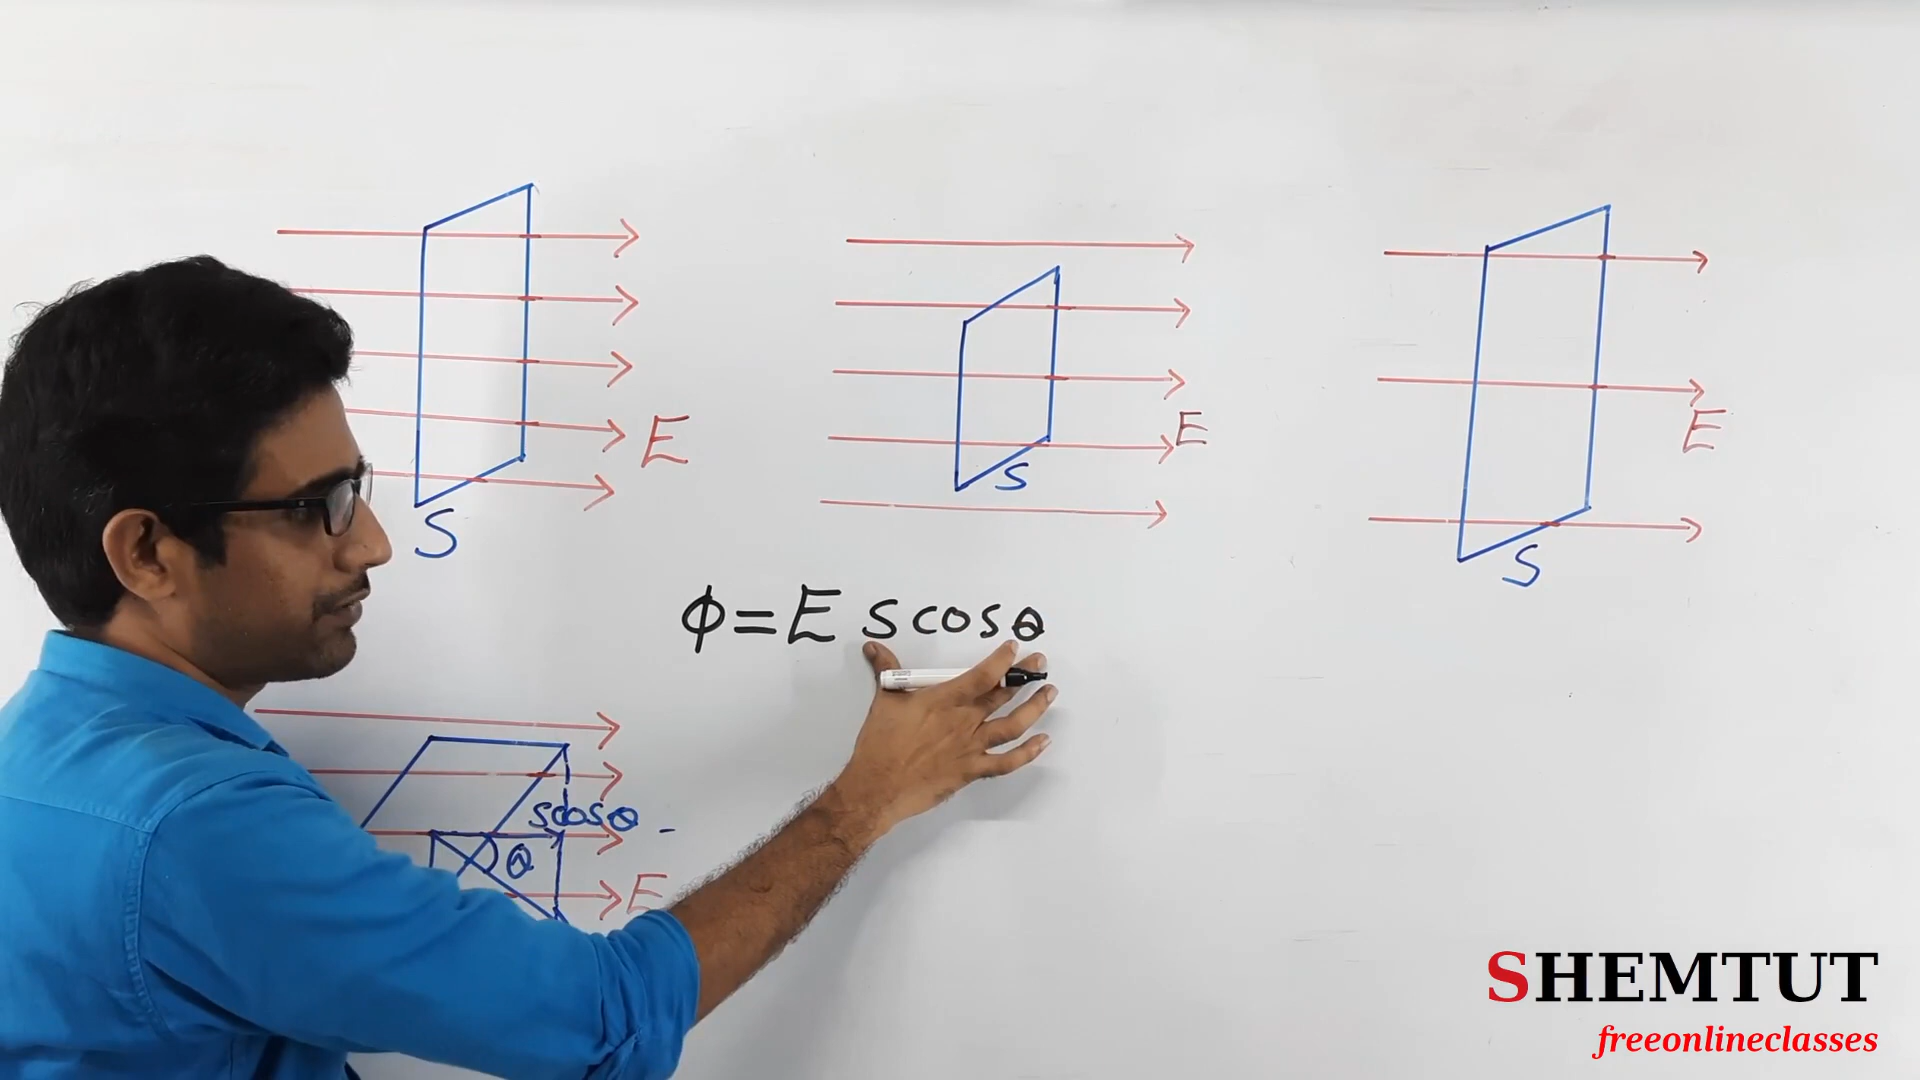 E
S
E
S
E
S
ϕ = E S cos θ
S cos θ
θ
E
SHEMTUT
freeonlineclasses